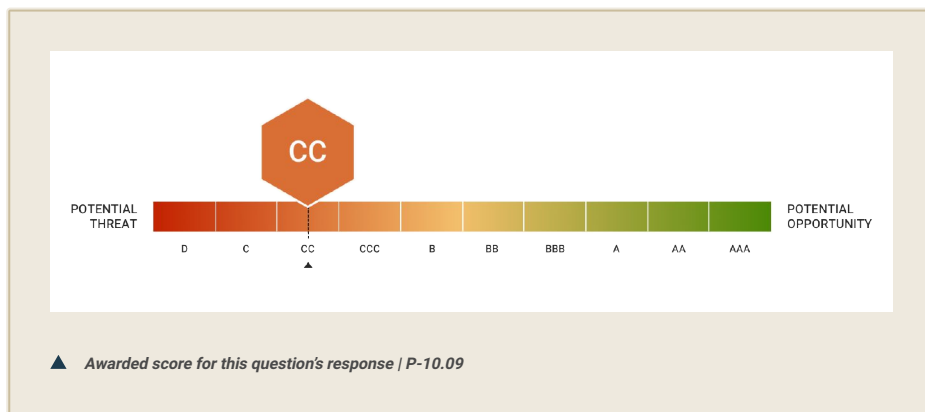 CC
POTENTIAL
THREAT
POTENTIAL
OPPORTUNITY
D C CC CCC B BB BBB A AA AAA
Awarded score for this question's response | P-10.09